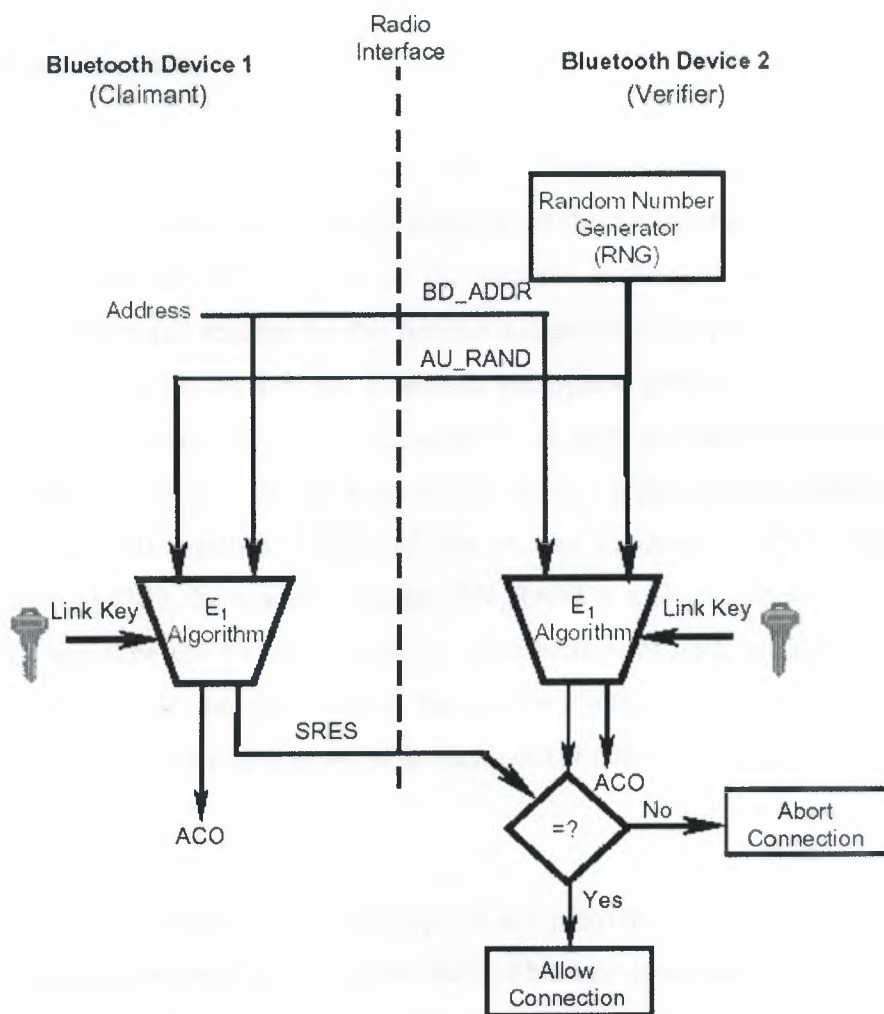 Radio
Interface
Bluetooth Device 1
(Claimant)
Bluetooth Device 2
(Verifier)
Random Number
Generator
(RNG)
Address
BD_ADDR
AU_RAND
Link Key
E1
Algorithm
E1
Algorithm
Link Key
SRES
ACO
ACO
=?
No
Abort
Connection
Yes
Allow
Connection